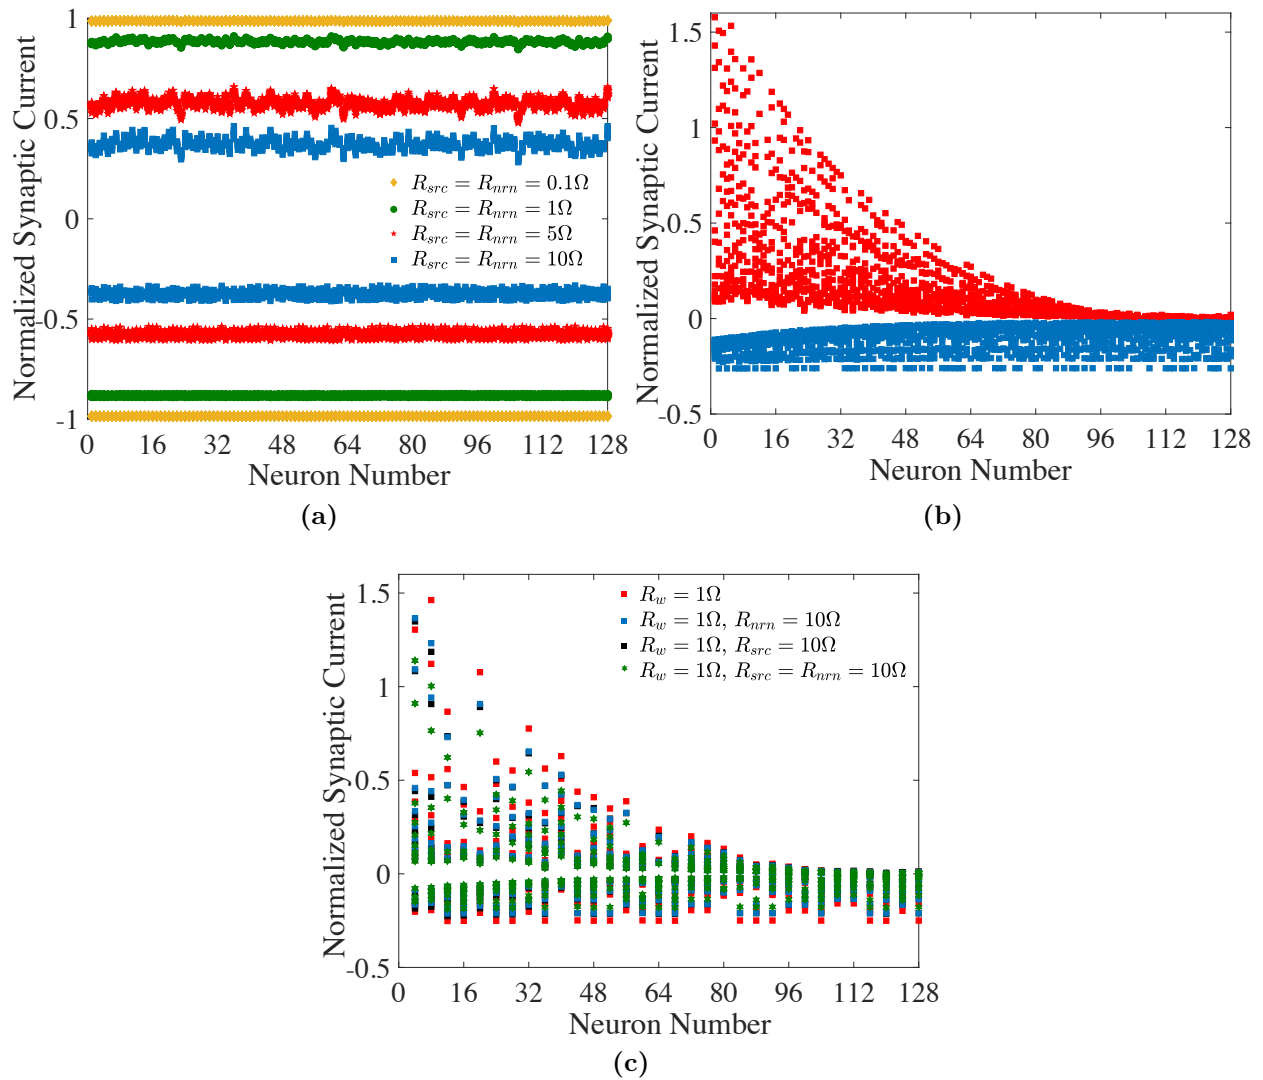 Normalized Synaptic Current
1
0.5
0
-0.5
-1
R_src = R_nrn = 0.1Ω
R_src = R_nrn = 1Ω
R_src = R_nrn = 5Ω
R_src = R_nrn = 10Ω
0 16 32 48 64 80 96 112 128
Neuron Number
(a)
Normalized Synaptic Current
1.5
1
0.5
0
-0.5
0 16 32 48 64 80 96 112 128
Neuron Number
(b)
Normalized Synaptic Current
1.5
1
0.5
0
-0.5
R_w = 1Ω
R_w = 1Ω, R_nrn = 10Ω
R_w = 1Ω, R_src = 10Ω
R_w = 1Ω, R_src = R_nrn = 10Ω
0 16 32 48 64 80 96 112 128
Neuron Number
(c)